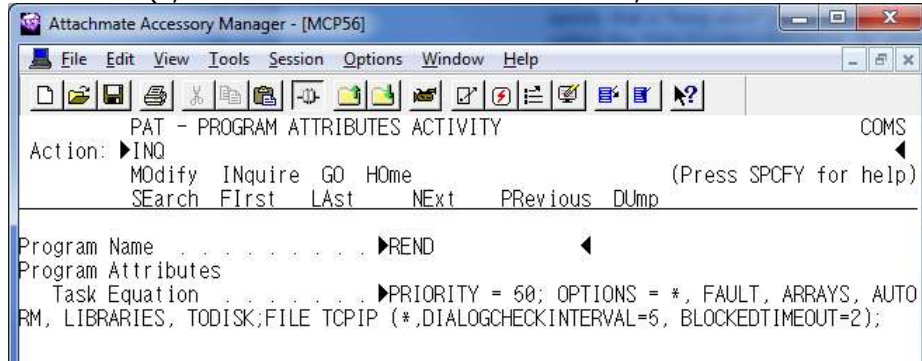 Attachmate Accessory Manager - [MCP56]
File Edit View Tools Session Options Window Help
PAT - PROGRAM ATTRIBUTES ACTIVITY COMS
Action: ▶INQ ◀
MOdify INquire GO HOme (Press SPCFY for help)
SEarch FIrst LAst NExt PRevious DUmp
Program Name . . . . . . . . . . ▶REND ◀
Program Attributes
Task Equation . . . . . . . ▶PRIORITY = 50; OPTIONS = *, FAULT, ARRAYS, AUTO
RM, LIBRARIES, TODISK;FILE TCPIP (*,DIALOGCHECKINTERVAL=5, BLOCKEDTIMEOUT=2);